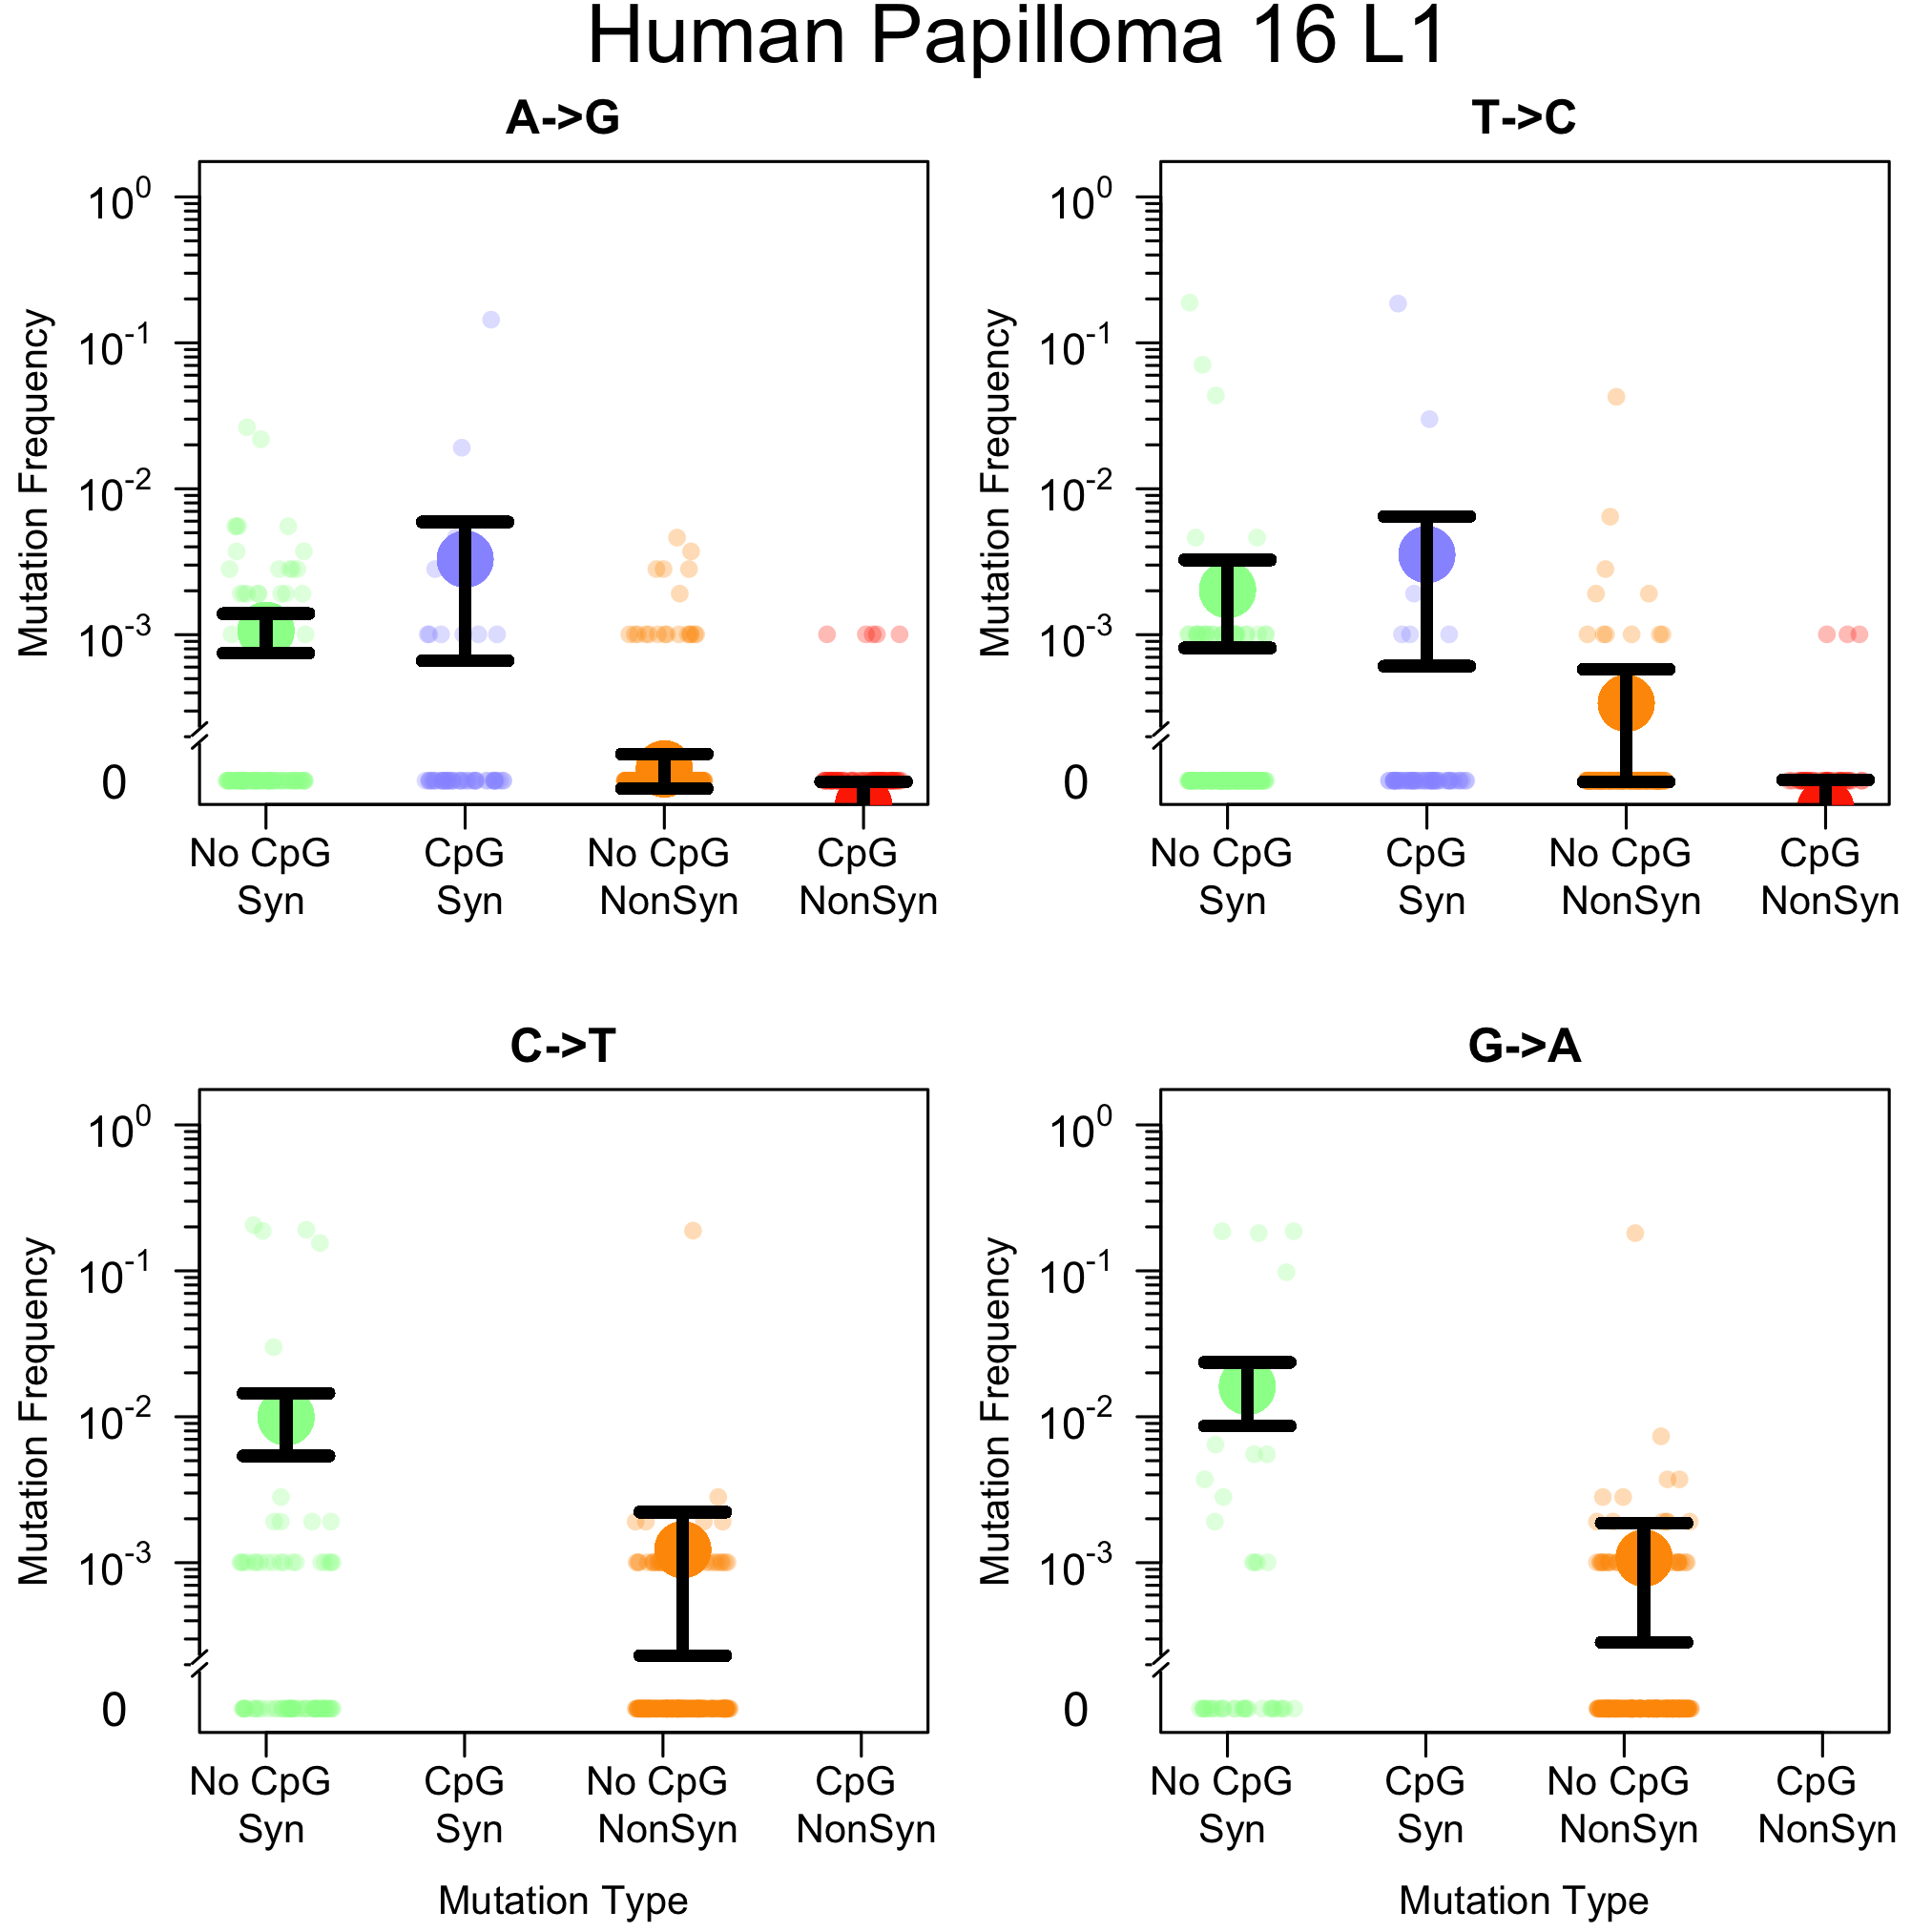 Human Papilloma 16 L1
A->G
T->C
Mutation Frequency
10^0
10^-1
10^-2
10^-3
0
No CpG CpG No CpG CpG
Syn Syn NonSyn NonSyn
Mutation Frequency
10^0
10^-1
10^-2
10^-3
0
No CpG CpG No CpG CpG
Syn Syn NonSyn NonSyn
C->T
G->A
Mutation Frequency
10^0
10^-1
10^-2
10^-3
0
No CpG CpG No CpG CpG
Syn Syn NonSyn NonSyn
Mutation Type
Mutation Frequency
10^0
10^-1
10^-2
10^-3
0
No CpG CpG No CpG CpG
Syn Syn NonSyn NonSyn
Mutation Type